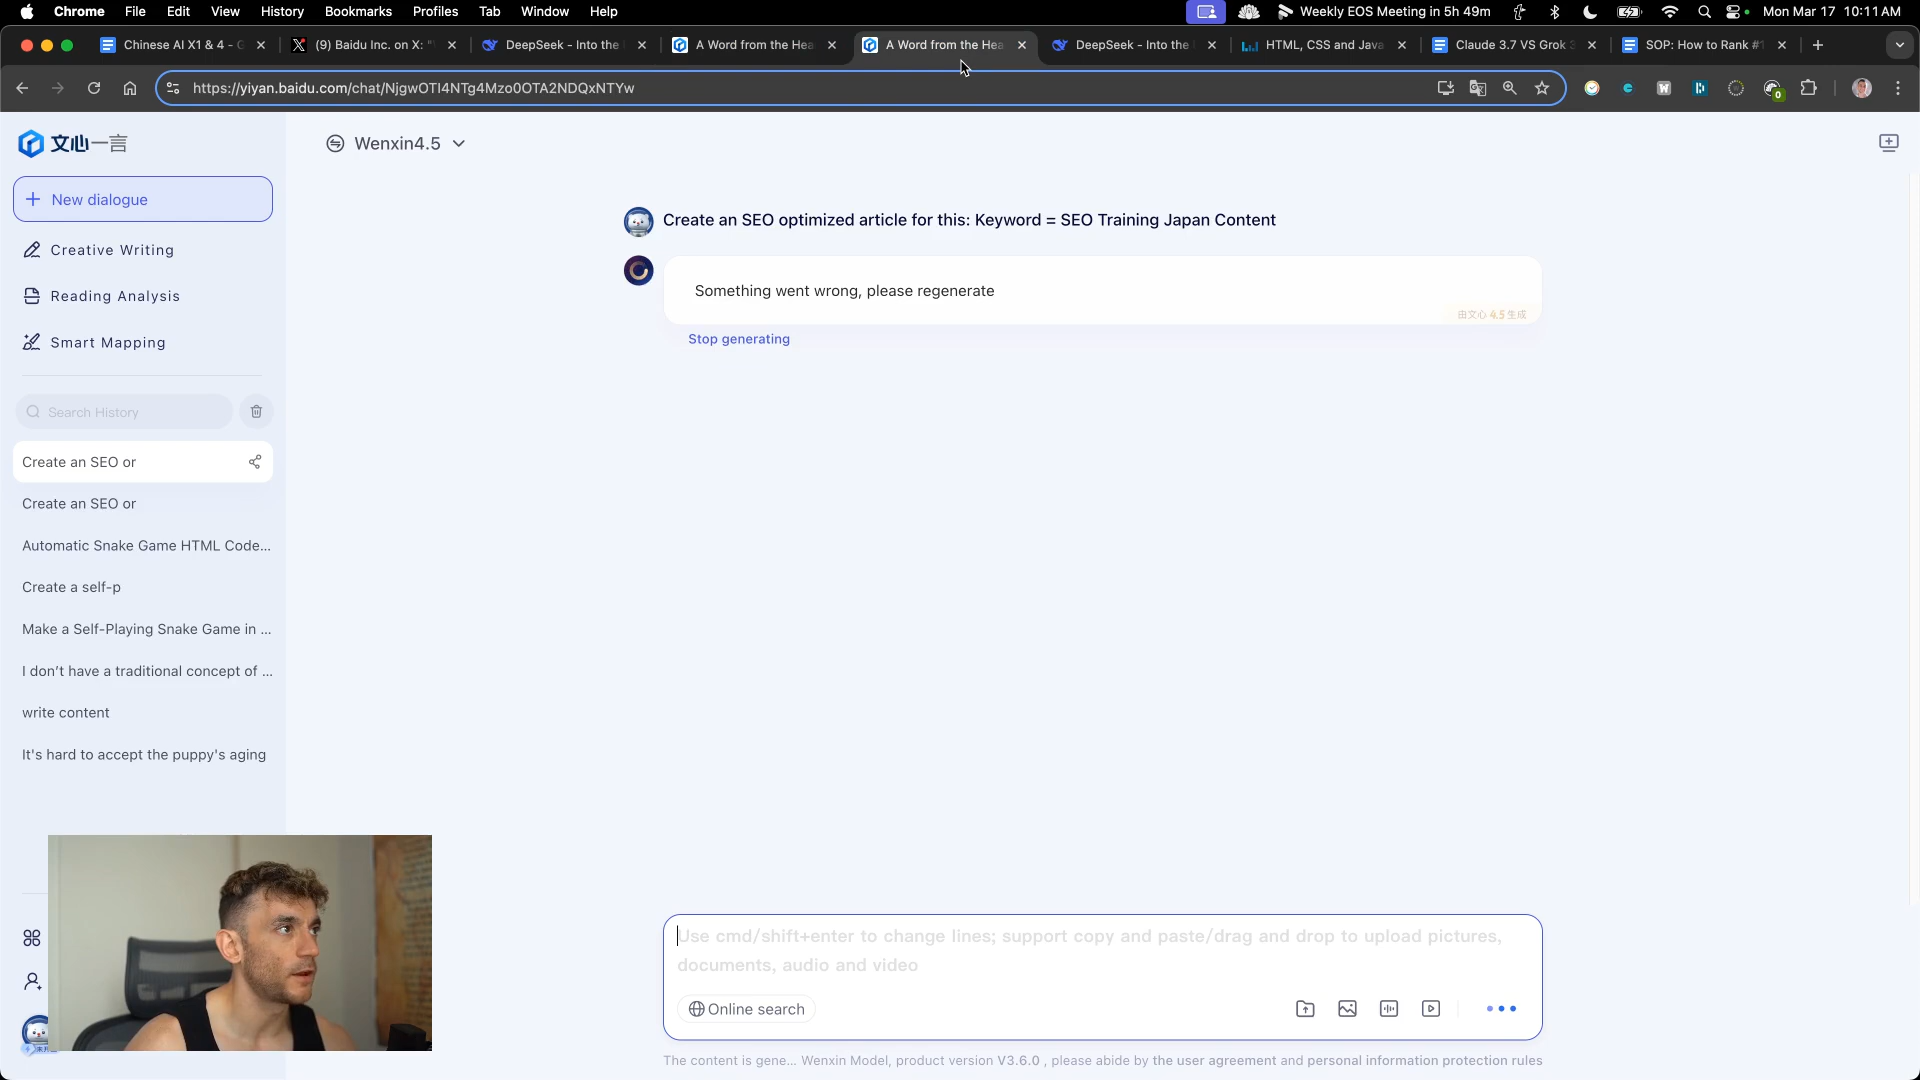 Chrome File Edit View History Bookmarks Profiles Tab Window Help Weekly EOS Meeting in 5h 49m Mon Mar 17 10:11 AM
Chinese AI X1 & 4 - G (9) Baidu Inc. on X: " DeepSeek - Into the A Word from the Hea A Word from the Hea DeepSeek - Into the HTML, CSS and Java Claude 3.7 VS Grok 3 SOP: How to Rank #1
https://yiyan.baidu.com/chat/NjgwOTI4NTg4Mzo0OTA2NDQxNTYw
0
文心一言
Wenxin4.5
New dialogue
Creative Writing
Reading Analysis
Smart Mapping
Search History
Create an SEO or
Create an SEO or
Automatic Snake Game HTML Code...
Create a self-p
Make a Self-Playing Snake Game in ...
I don't have a traditional concept of ...
write content
It's hard to accept the puppy's aging
Create an SEO optimized article for this: Keyword = SEO Training Japan Content
Something went wrong, please regenerate
由文心 4.5 生成
Stop generating
Use cmd/shift+enter to change lines; support copy and paste/drag and drop to upload pictures,
documents, audio and video
Online search
The content is gene... Wenxin Model, product version V3.6.0 , please abide by the user agreement and personal information protection rules